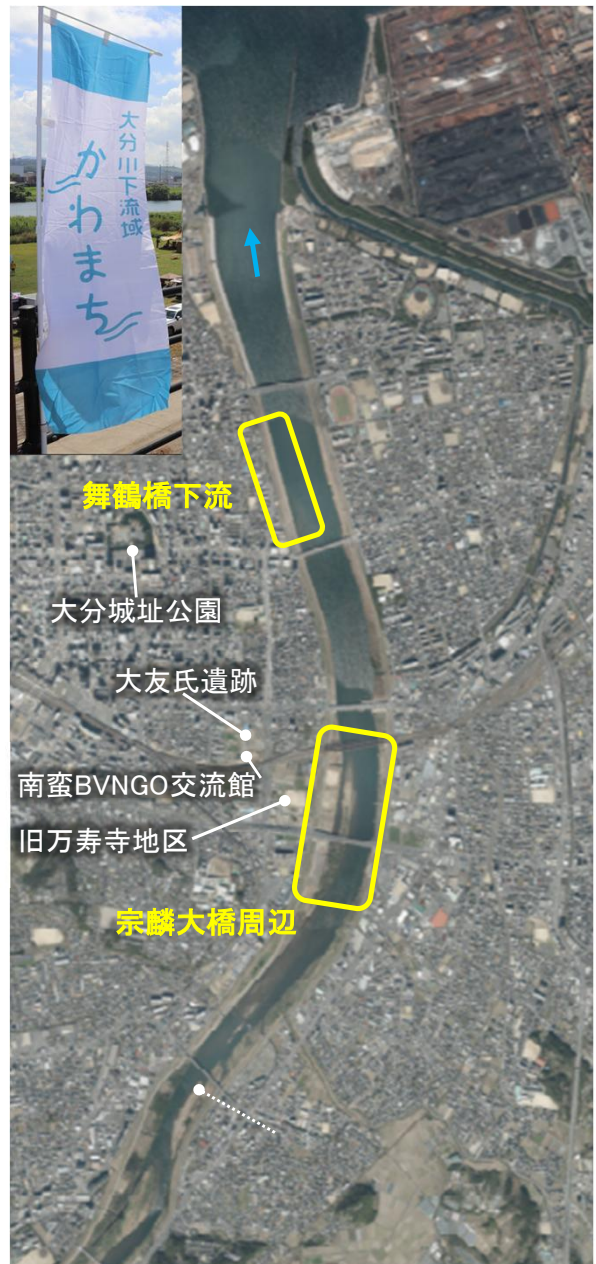 大分川下流域
かわまち
舞鶴橋下流
大分城址公園
大友氏遺跡
南蛮BVNGO交流館
旧万寿寺地区
宗麟大橋周辺